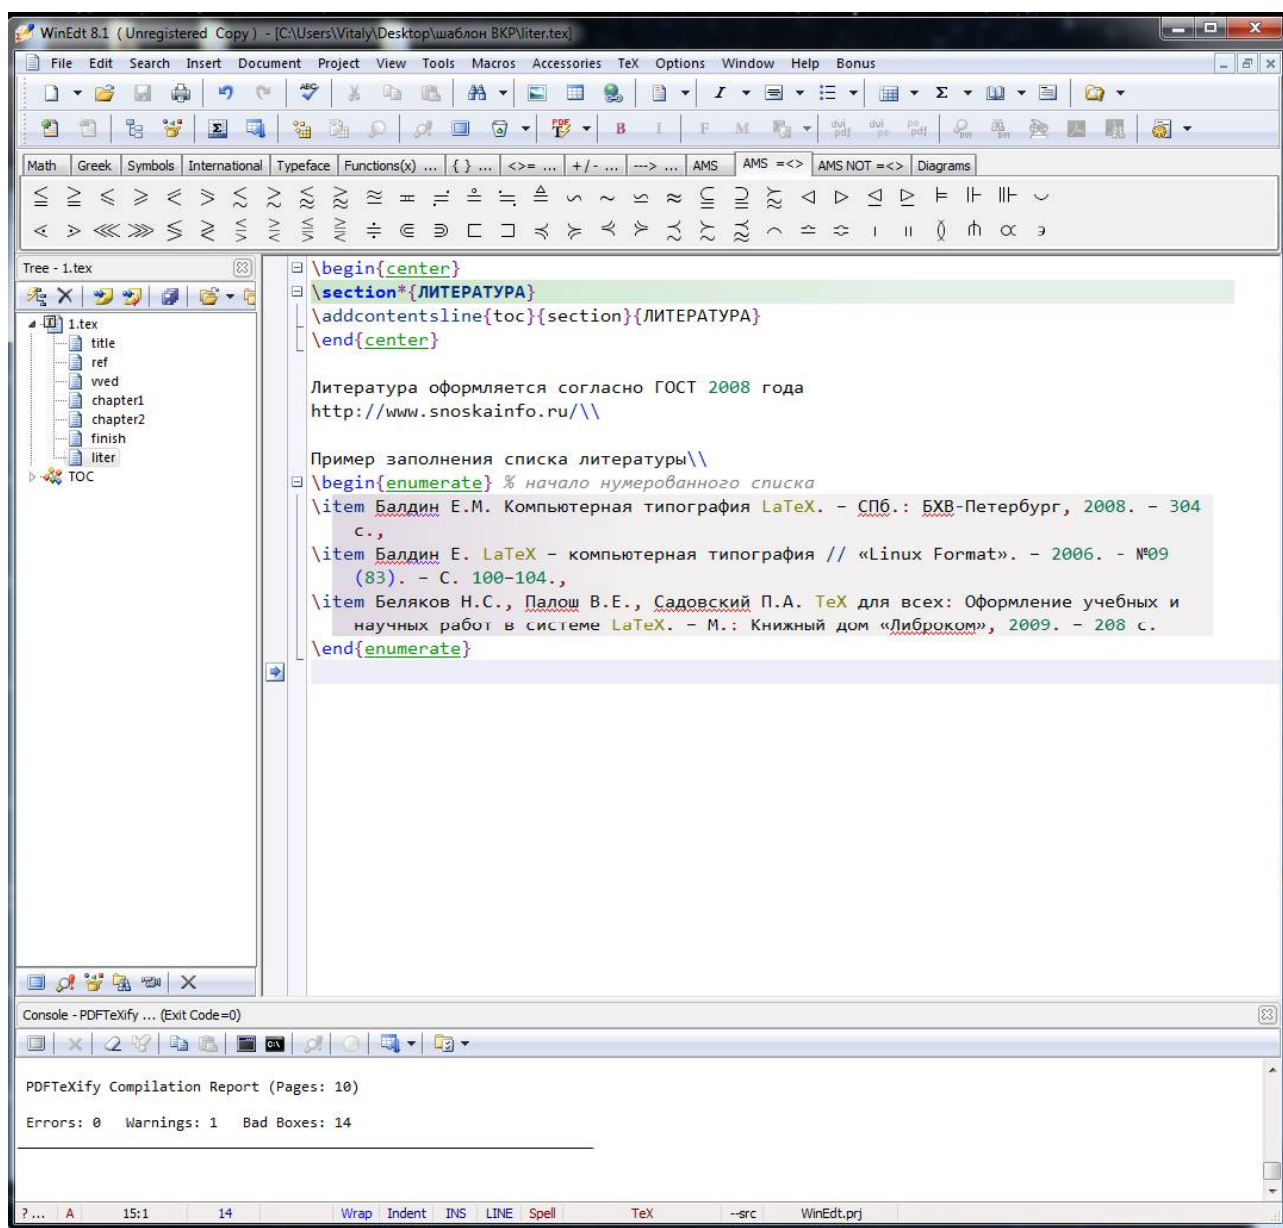 WinEdt 8.1 ( Unregistered Copy ) - [C:\Users\Vitaly\Desktop\шаблон ВКР\liter.tex]
File Edit Search Insert Document Project View Tools Macros Accessories TeX Options Window Help Bonus
Math Greek Symbols International Typeface Functions(x) ... { } ... <>= ... +/- ... ---> ... AMS AMS =<> AMS NOT =<> Diagrams
Tree - 1.tex
1.tex
title
ref
vved
chapter1
chapter2
finish
liter
TOC
\begin{center}
\section*{ЛИТЕРАТУРА}
\addcontentsline{toc}{section}{ЛИТЕРАТУРА}
\end{center}
Литература оформляется согласно ГОСТ 2008 года
http://www.snoskainfo.ru/\\
Пример заполнения списка литературы\\
\begin{enumerate} % начало нумерованного списка
\item Балдин Е.М. Компьютерная типография LaTeX. – СПб.: БХВ-Петербург, 2008. – 304
с.,
\item Балдин Е. LaTeX – компьютерная типография // «Linux Format». – 2006. - №09
(83). – С. 100–104.,
\item Беляков Н.С., Палош В.Е., Садовский П.А. TeX для всех: Оформление учебных и
научных работ в системе LaTeX. – М.: Книжный дом «Либроком», 2009. – 208 с.
\end{enumerate}
Console - PDFTeXify ... (Exit Code=0)
PDFTeXify Compilation Report (Pages: 10)
Errors: 0 Warnings: 1 Bad Boxes: 14
? ... A 15:1 14 Wrap Indent INS LINE Spell TeX --src WinEdt.prj